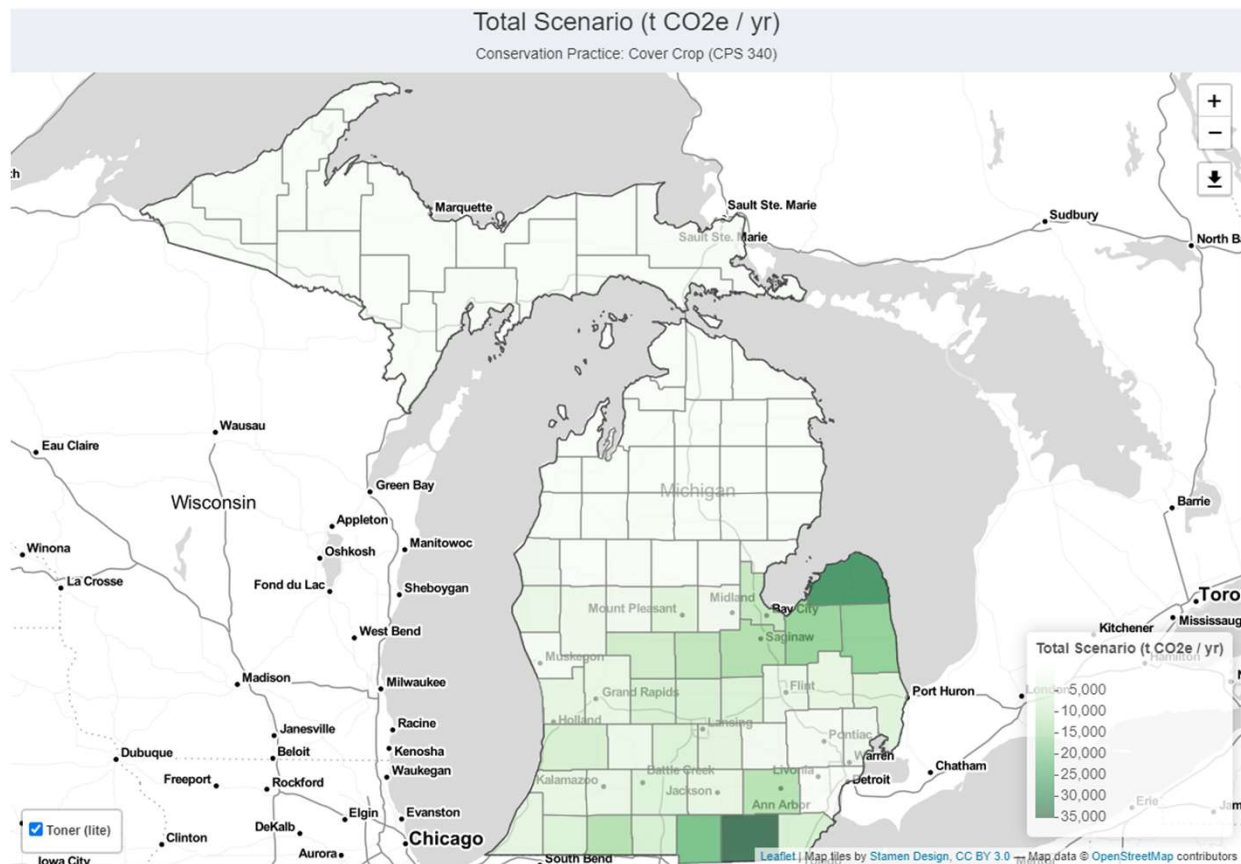 Total Scenario (t CO2e / yr)
Conservation Practice: Cover Crop (CPS 340)
+
−
Marquette
Sault Ste. Marie
Sault Ste. Marie
Sudbury
North Ba
Wausau
Eau Claire
Green Bay
Wisconsin
Michigan
Appleton
Barrie
Winona
Oshkosh
Manitowoc
La Crosse
Fond du Lac
Sheboygan
Mount Pleasant
Midland
Bay City
Toro
Mississaug
Kitchener
West Bend
Saginaw
Total Scenario (t CO2e / yr)
Hamilton
Muskegon
Madison
Milwaukee
Grand Rapids
Flint
Port Huron
London
5,000
10,000
15,000
20,000
25,000
30,000
35,000
Holland
Lansing
Racine
Janesville
Pontiac
Dubuque
Beloit
Kenosha
Warren
Waukegan
Chatham
Freeport
Rockford
Kalamazoo
Battle Creek
Livonia
Detroit
Jackson
Ann Arbor
Erie
Jam
Toner (lite)
Elgin
Evanston
Clinton
DeKalb
Chicago
Aurora
Iowa City
South Bend
Leaflet | Map tiles by Stamen Design, CC BY 3.0 — Map data © OpenStreetMap contributors